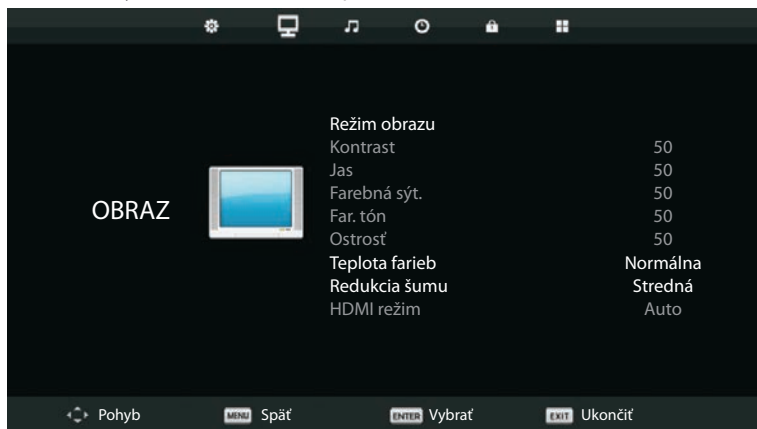 Režim obrazu
Kontrast 50
Jas 50
Farebná sýt. 50
OBRAZ
Far. tón 50
Ostrosť 50
Teplota farieb Normálna
Redukcia šumu Stredná
HDMI režim Auto
Pohyb MENU Späť ENTER Vybrať EXIT Ukončiť